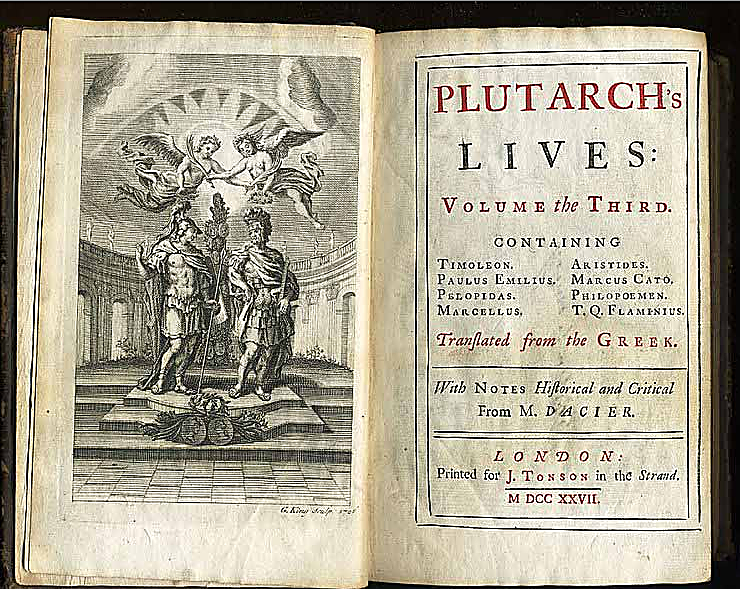 G. King Sculp.
PLUTARCH's
LIVES:
VOLUME the THIRD.
CONTAINING
TIMOLEON. ARISTIDES.
PAULUS EMILIUS. MARCUS CATO.
PELOPIDAS. PHILOPOEMEN.
MARCELLUS. T. Q. FLAMINIUS.
Tranſlated from the GREEK.
With NOTES Hiſtorical and Critical
From M. DACIER.
LONDON:
Printed for J. TONSON in the Strand.
M DCC XXVII.